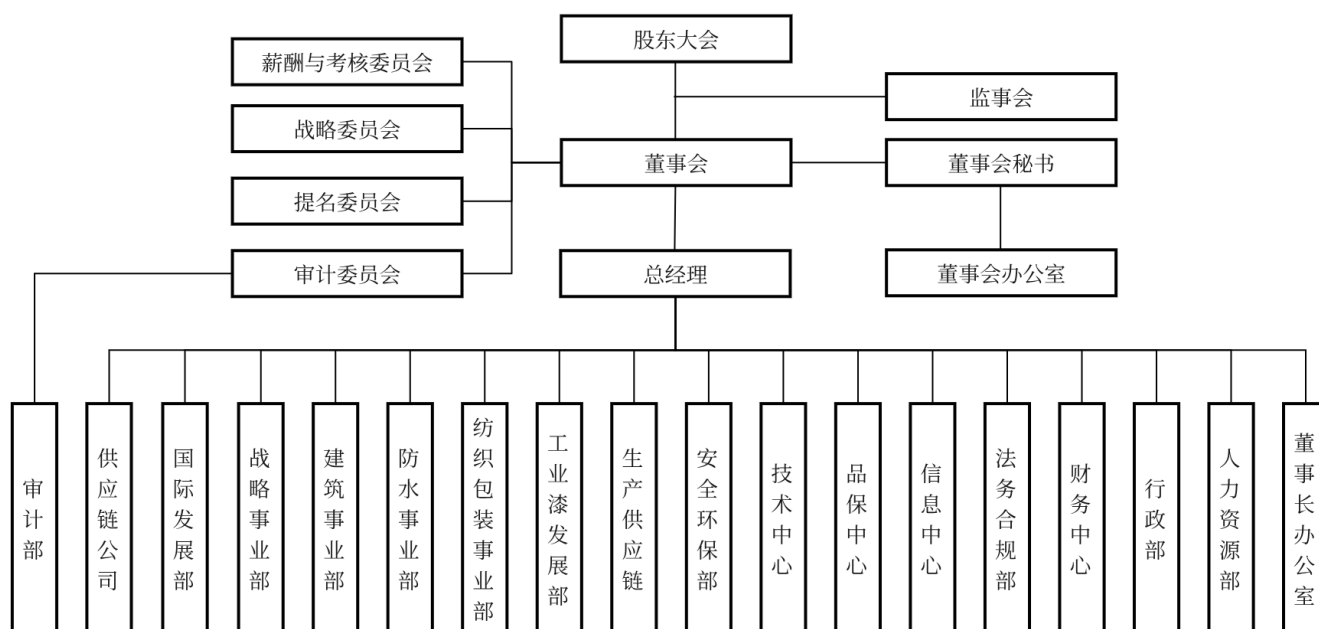 股东大会
薪酬与考核委员会
监事会
战略委员会
董事会
董事会秘书
提名委员会
审计委员会
总经理
董事会办公室
审计部
供应链公司
国际发展部
战略事业部
建筑事业部
防水事业部
纺织包装事业部
工业漆发展部
生产供应链
安全环保部
技术中心
品保中心
信息中心
法务合规部
财务中心
行政部
人力资源部
董事长办公室